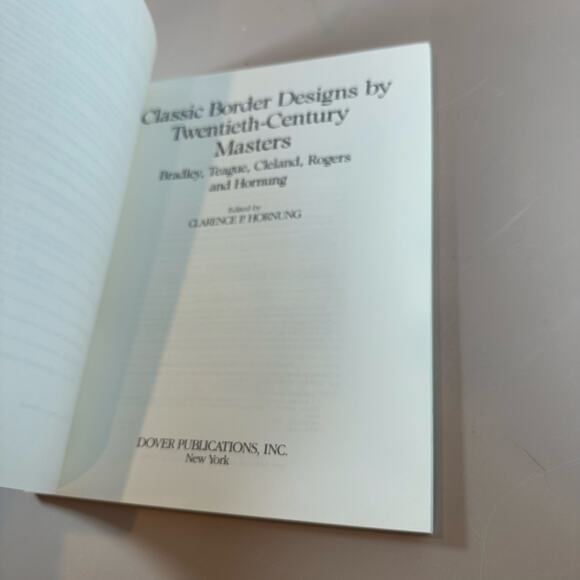 Classic Border Designs by
Twentieth-Century
Masters
Bradley, Teague, Cleland, Rogers
and Hornung
Edited by
CLARENCE P. HORNUNG
DOVER PUBLICATIONS, INC.
New York